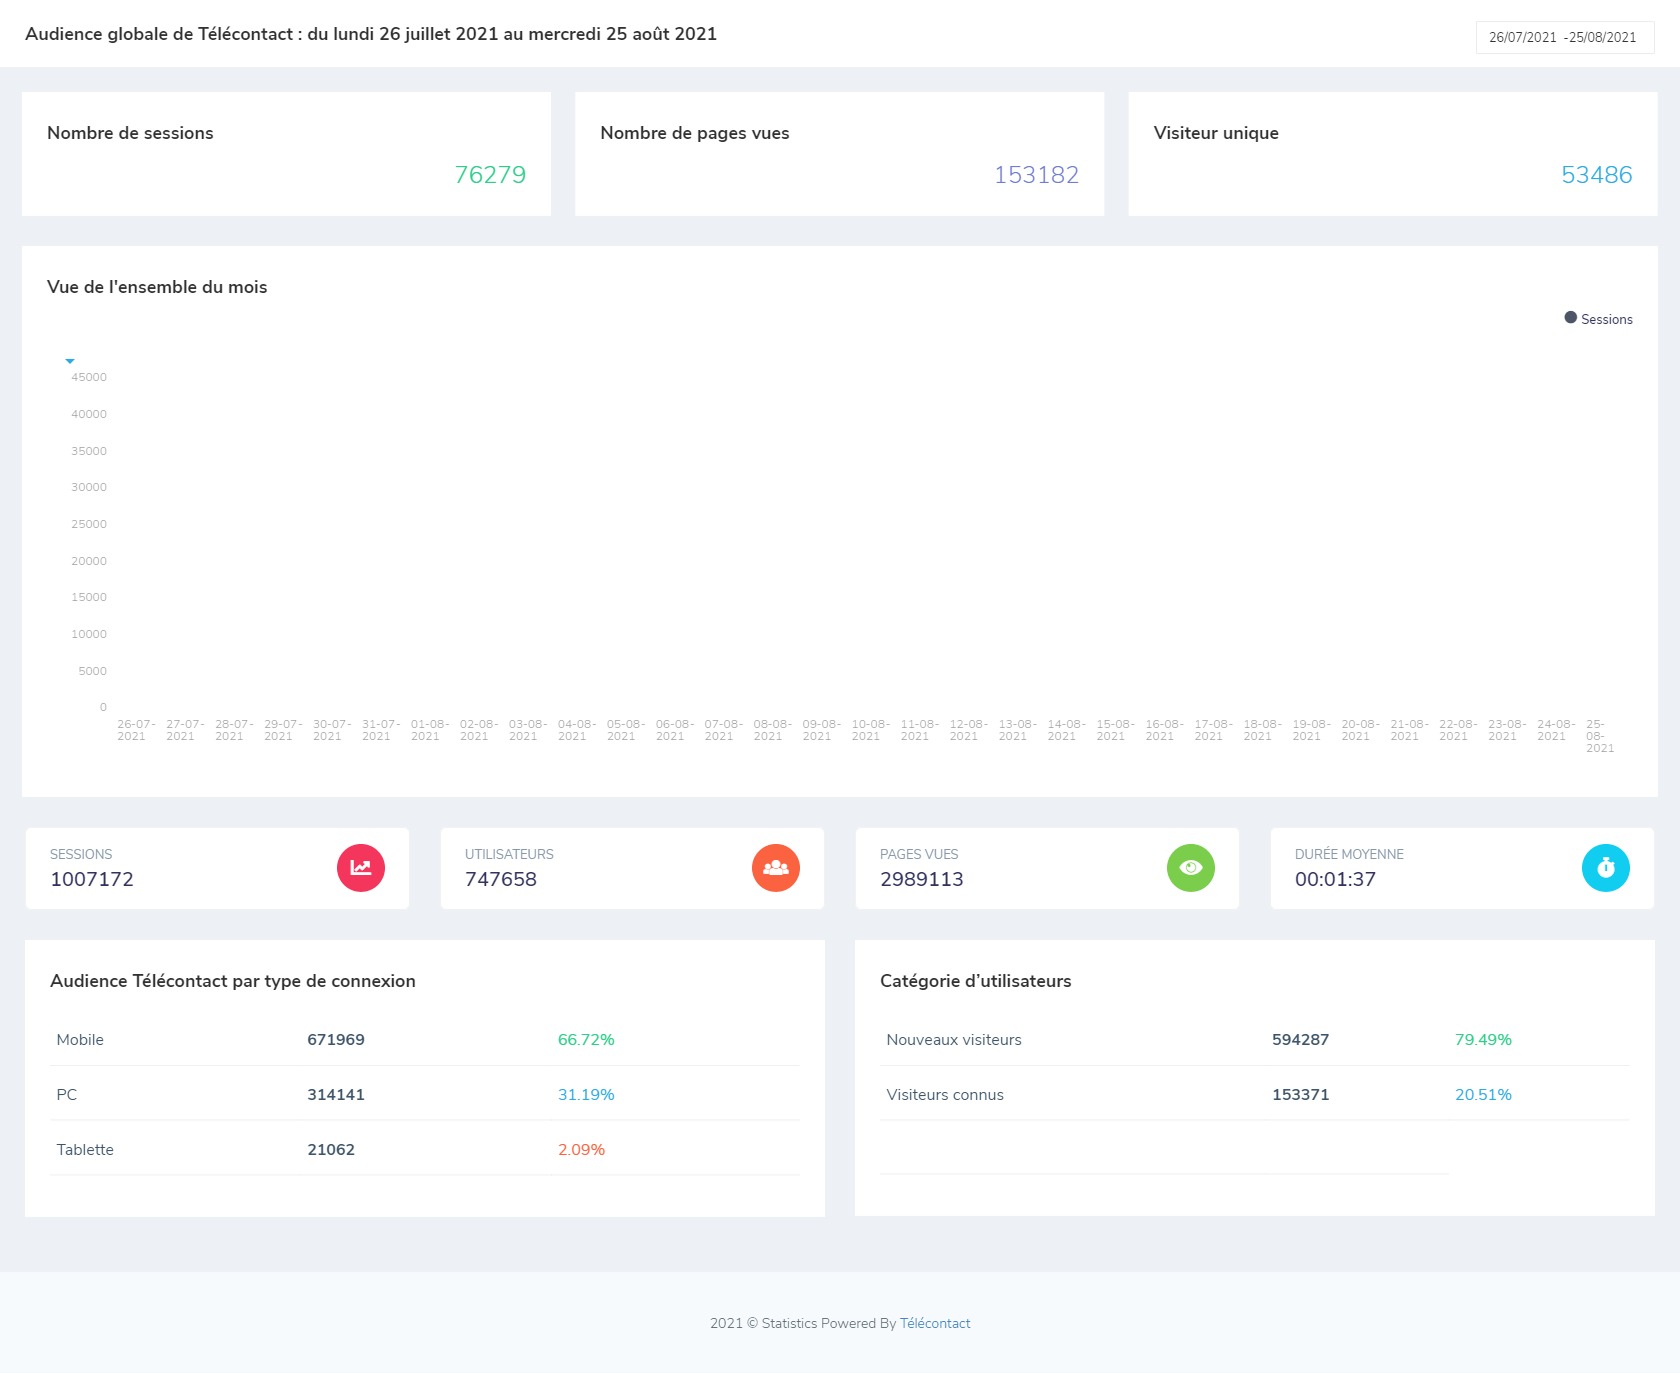 Audience globale de Télécontact : du lundi 26 juillet 2021 au mercredi 25 août 2021
26/07/2021 -25/08/2021
Nombre de sessions
76279
Nombre de pages vues
153182
Visiteur unique
53486
Vue de l'ensemble du mois
Sessions
45000
40000
35000
30000
25000
20000
15000
10000
5000
0
26-07-2021 27-07-2021 28-07-2021 29-07-2021 30-07-2021 31-07-2021 01-08-2021 02-08-2021 03-08-2021 04-08-2021 05-08-2021 06-08-2021 07-08-2021 08-08-2021 09-08-2021 10-08-2021 11-08-2021 12-08-2021 13-08-2021 14-08-2021 15-08-2021 16-08-2021 17-08-2021 18-08-2021 19-08-2021 20-08-2021 21-08-2021 22-08-2021 23-08-2021 24-08-2021 25-08-2021
SESSIONS
1007172
UTILISATEURS
747658
PAGES VUES
2989113
DURÉE MOYENNE
00:01:37
Audience Télécontact par type de connexion
Mobile 671969 66.72%
PC 314141 31.19%
Tablette 21062 2.09%
Catégorie d’utilisateurs
Nouveaux visiteurs 594287 79.49%
Visiteurs connus 153371 20.51%
2021 © Statistics Powered By Télécontact